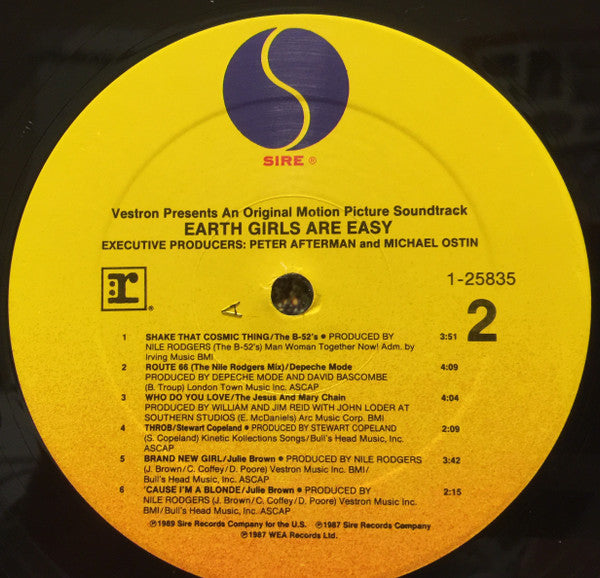 SIRE ®
Vestron Presents An Original Motion Picture Soundtrack
EARTH GIRLS ARE EASY
EXECUTIVE PRODUCERS: PETER AFTERMAN and MICHAEL OSTIN
r ®
A
1-25835
2
1 SHAKE THAT COSMIC THING/The B-52's ● PRODUCED BY 3:51
NILE RODGERS (The B-52's) Man Woman Together Now! Adm. by
Irving Music BMI
2 ROUTE 66 (The Nile Rodgers Mix)/Depeche Mode 4:09
PRODUCED BY DEPECHE MODE AND DAVID BASCOMBE
(B. Troup) London Town Music Inc. ASCAP
3 WHO DO YOU LOVE/The Jesus And Mary Chain 4:04
PRODUCED BY WILLIAM AND JIM REID WITH JOHN LODER AT
SOUTHERN STUDIOS (E. McDaniels) Arc Music Corp. BMI
4 THROB/Stewart Copeland ● PRODUCED BY STEWART COPELAND 2:09
(S. Copeland) Kinetic Kollections Songs/Bull's Head Music, Inc.
ASCAP
5 BRAND NEW GIRL/Julie Brown ● PRODUCED BY NILE RODGERS 3:42
(J. Brown/C. Coffey/D. Poore) Vestron Music Inc. BMI/
Bull's Head Music, Inc. ASCAP
6 'CAUSE I'M A BLONDE/Julie Brown ● PRODUCED BY 2:15
NILE RODGERS (J. Brown/C. Coffey/D. Poore) Vestron Music Inc.
BMI/Bull's Head Music, Inc. ASCAP
℗1989 Sire Records Company for the U.S. ℗1987 Sire Records Company
℗1987 WEA Records Ltd.